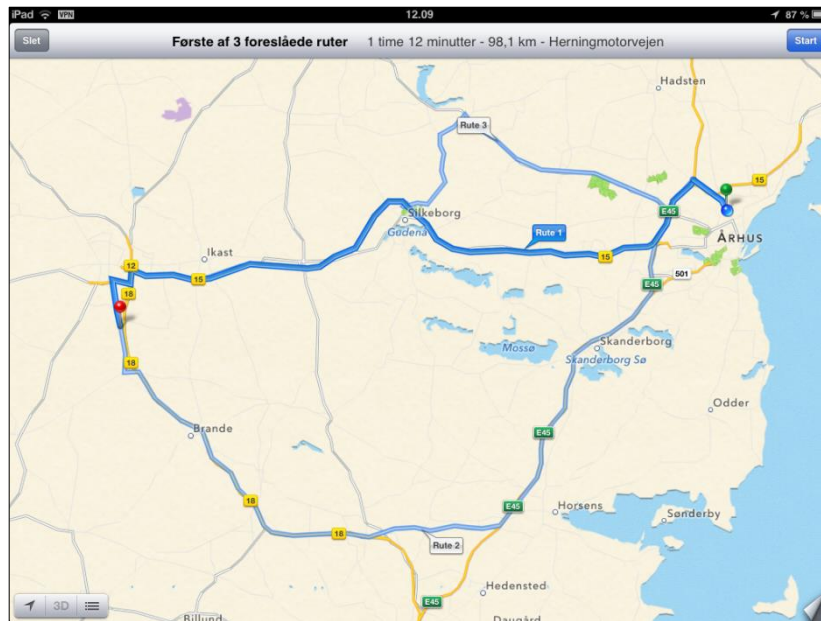 iPad VPN 12.09 87 %
Slet Første af 3 foreslåede ruter 1 time 12 minutter - 98,1 km - Herningmotorvejen Start
Hadsten
Rute 3
15
E45
Silkeborg
Gudenå
Rute 1
ÅRHUS
Ikast
12
15
15
501
18
E45
Skanderborg
Mossø
Skanderborg Sø
18
Odder
Brande
E45
18
E45
Horsens
Sønderby
18
Rute 2
Hedensted
3D
E45
Billund
Daugård